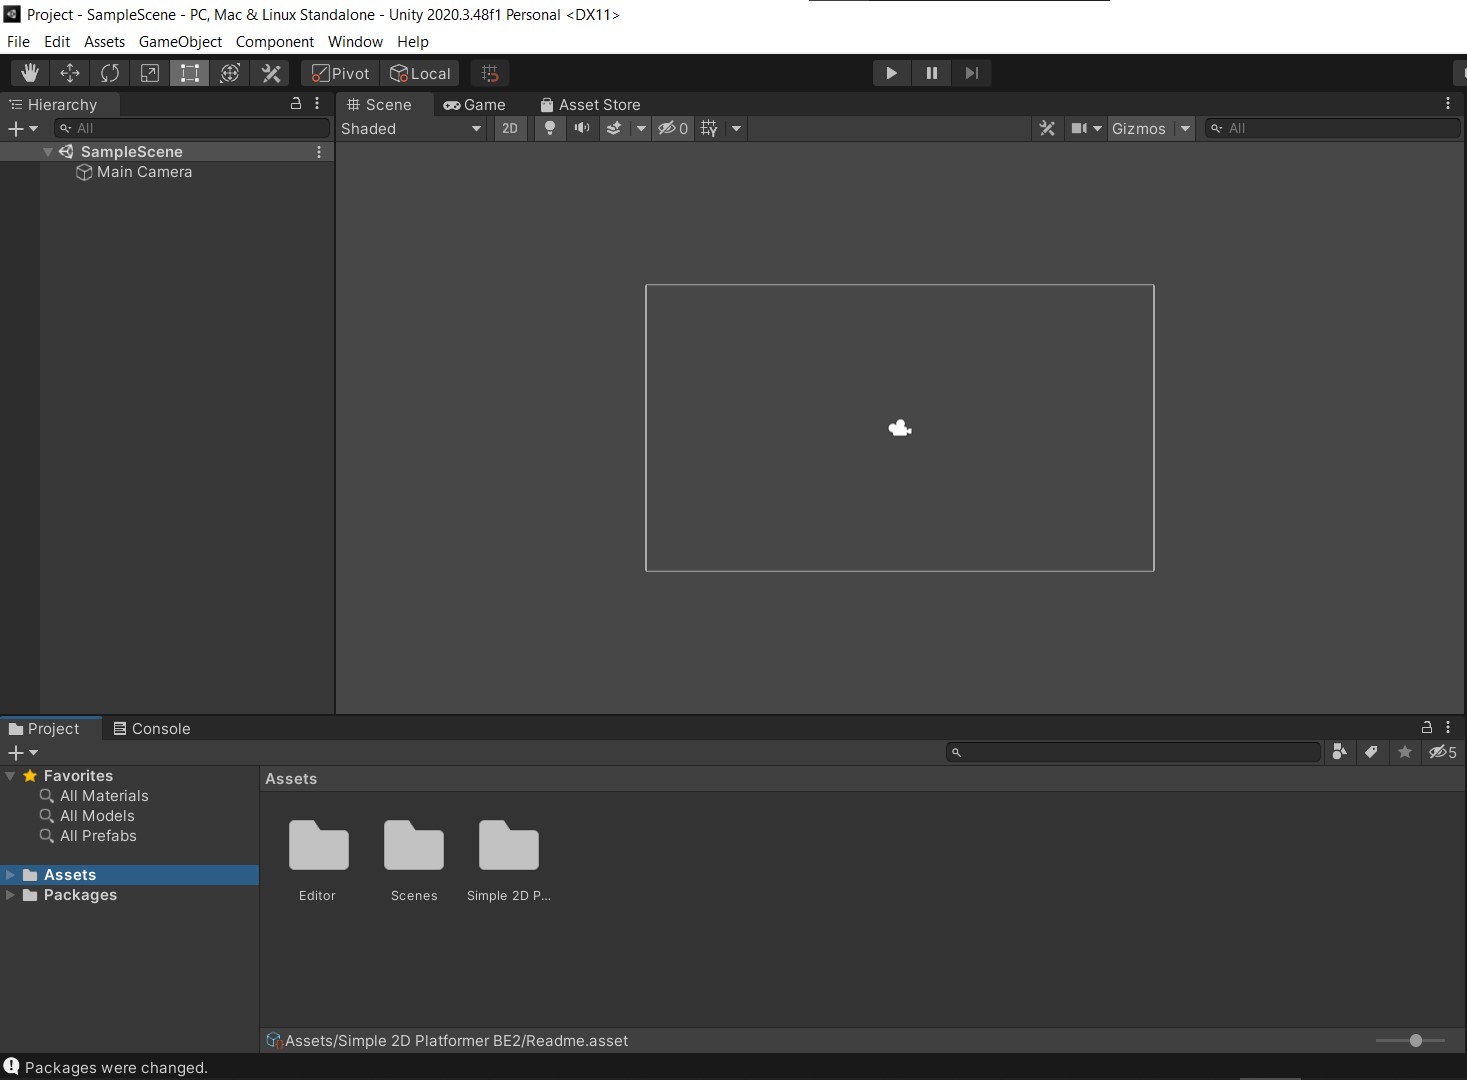 Project - SampleScene - PC, Mac & Linux Standalone - Unity 2020.3.48f1 Personal <DX11>
File Edit Assets GameObject Component Window Help
Pivot Local
Hierarchy
All
SampleScene
Main Camera
Scene Game Asset Store
Shaded 2D 0 Gizmos All
Project Console
5
Favorites
All Materials
All Models
All Prefabs
Assets
Packages
Assets
Editor Scenes Simple 2D P...
Assets/Simple 2D Platformer BE2/Readme.asset
Packages were changed.